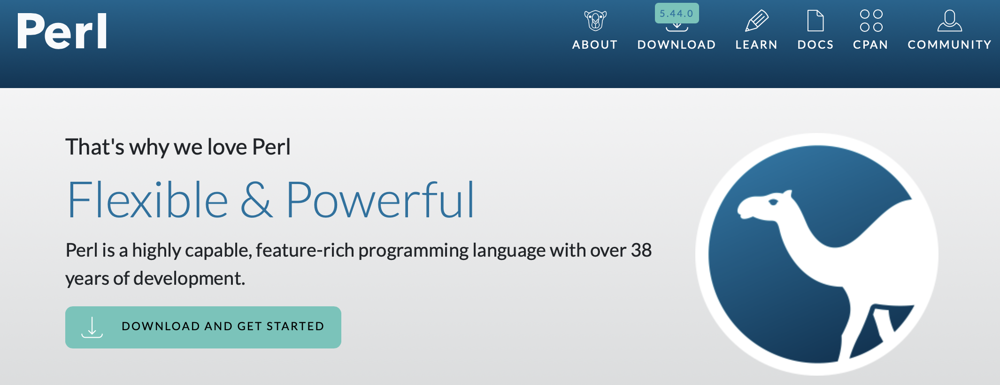 Perl
5.44.0
ABOUT
DOWNLOAD
LEARN
DOCS
CPAN
COMMUNITY
That's why we love Perl
Flexible & Powerful
Perl is a highly capable, feature-rich programming language with over 38
years of development.
DOWNLOAD AND GET STARTED